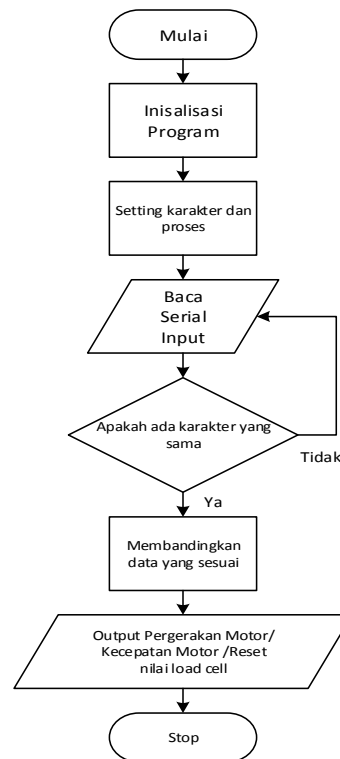 Mulai
Inisalisasi
Program
Setting karakter dan
proses
Baca
Serial
Input
Apakah ada karakter yang
sama
Tidak
Ya
Membandingkan
data yang sesuai
Output Pergerakan Motor/
Kecepatan Motor /Reset
nilai load cell
Stop